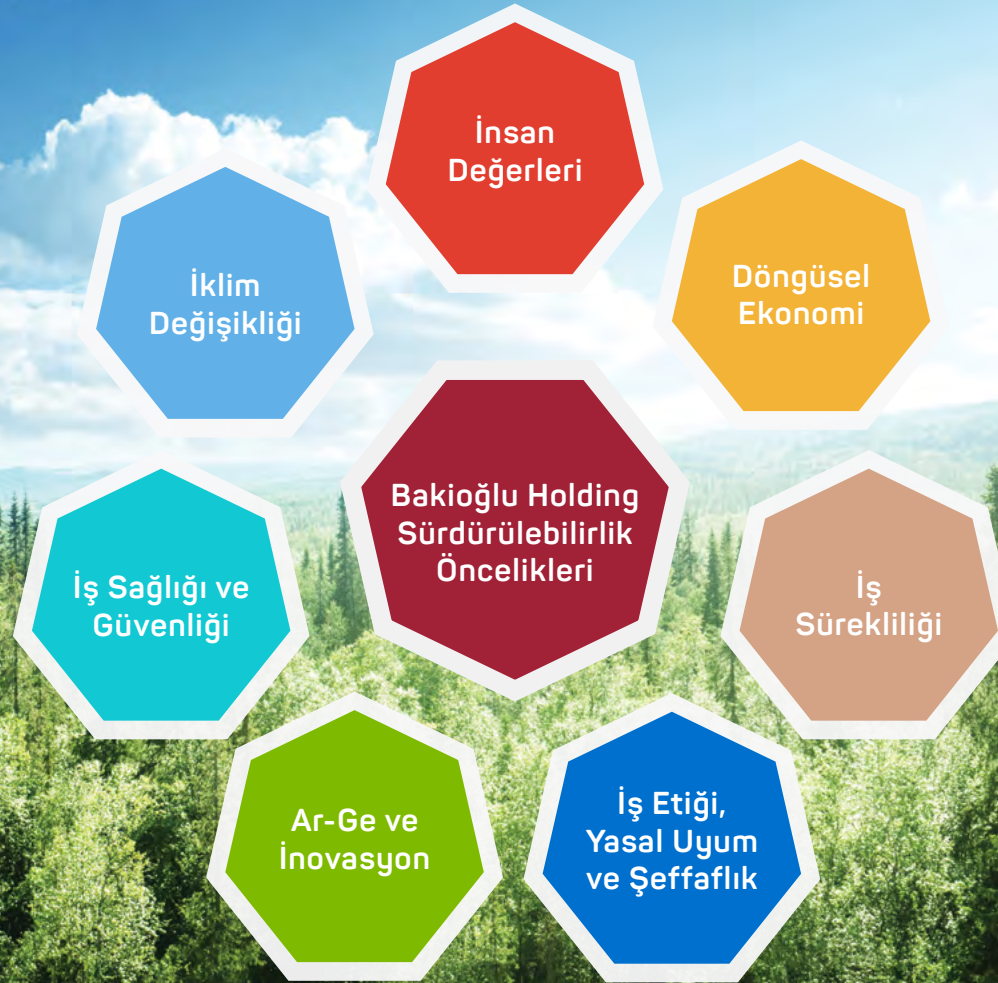 İnsan
Değerleri
İklim
Değişikliği
Döngüsel
Ekonomi
Bakioğlu Holding
Sürdürülebilirlik
Öncelikleri
İş Sağlığı ve
Güvenliği
İş
Sürekliliği
Ar-Ge ve
İnovasyon
İş Etiği,
Yasal Uyum
ve Şeffaflık